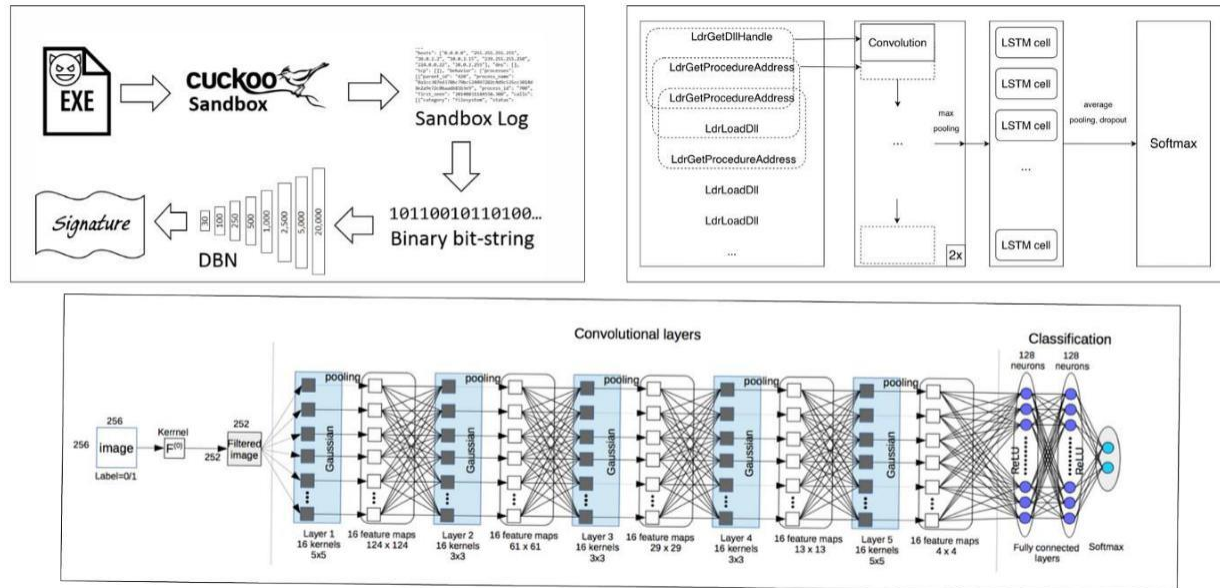 EXE
cuckoo
Sandbox
Sandbox Log
10110010110100…
Binary bit-string
20,000
5,000
2,500
1,000
500
250
100
30
DBN
Signature
LdrGetDllHandle
LdrGetProcedureAddress
LdrGetProcedureAddress
LdrLoadDll
LdrGetProcedureAddress
LdrLoadDll
LdrLoadDll
...
Convolution
...
2x
max
pooling
LSTM cell
LSTM cell
LSTM cell
...
LSTM cell
average
pooling, dropout
Softmax
Convolutional layers
Classification
256
256
image
Label=0/1
Kernel
F(0)
252
252
Filtered
image
Gaussian
pooling
Gaussian
pooling
Gaussian
pooling
Gaussian
pooling
Gaussian
pooling
Layer 1
16 kernels
5x5
16 feature maps
124 x 124
Layer 2
16 kernels
3x3
16 feature maps
61 x 61
Layer 3
16 kernels
3x3
16 feature maps
29 x 29
Layer 4
16 kernels
3x3
16 feature maps
13 x 13
Layer 5
16 kernels
5x5
16 feature maps
4 x 4
128
neurons
128
neurons
ReLU
ReLU
Fully connected
layers
Softmax